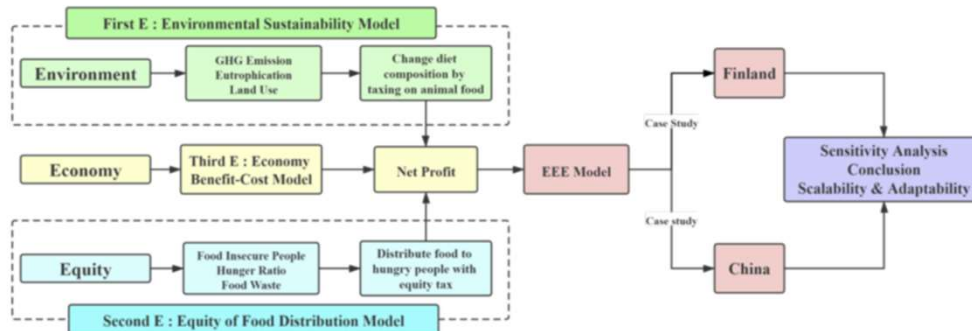 First E : Environmental Sustainability Model
Environment
GHG Emission
Eutrophication
Land Use
Change diet
composition by
taxing on animal food
Economy
Third E : Economy
Benefit-Cost Model
Net Profit
EEE Model
Equity
Food Insecure People
Hunger Ratio
Food Waste
Distribute food to
hungry people with
equity tax
Second E : Equity of Food Distribution Model
Case Study
Finland
Case study
China
Sensitivity Analysis
Conclusion
Scalability & Adaptability